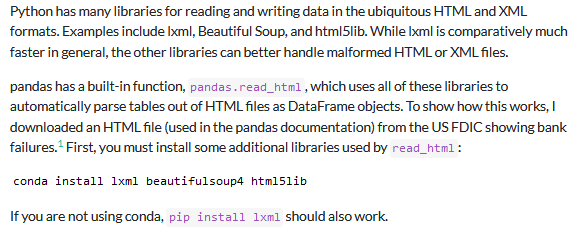 Python has many libraries for reading and writing data in the ubiquitous HTML and XML
formats. Examples include lxml, Beautiful Soup, and html5lib. While lxml is comparatively much
faster in general, the other libraries can better handle malformed HTML or XML files.
pandas has a built-in function, pandas.read_html, which uses all of these libraries to
automatically parse tables out of HTML files as DataFrame objects. To show how this works, I
downloaded an HTML file (used in the pandas documentation) from the US FDIC showing bank
failures.1 First, you must install some additional libraries used by read_html:
conda install lxml beautifulsoup4 html5lib
If you are not using conda, pip install lxml should also work.